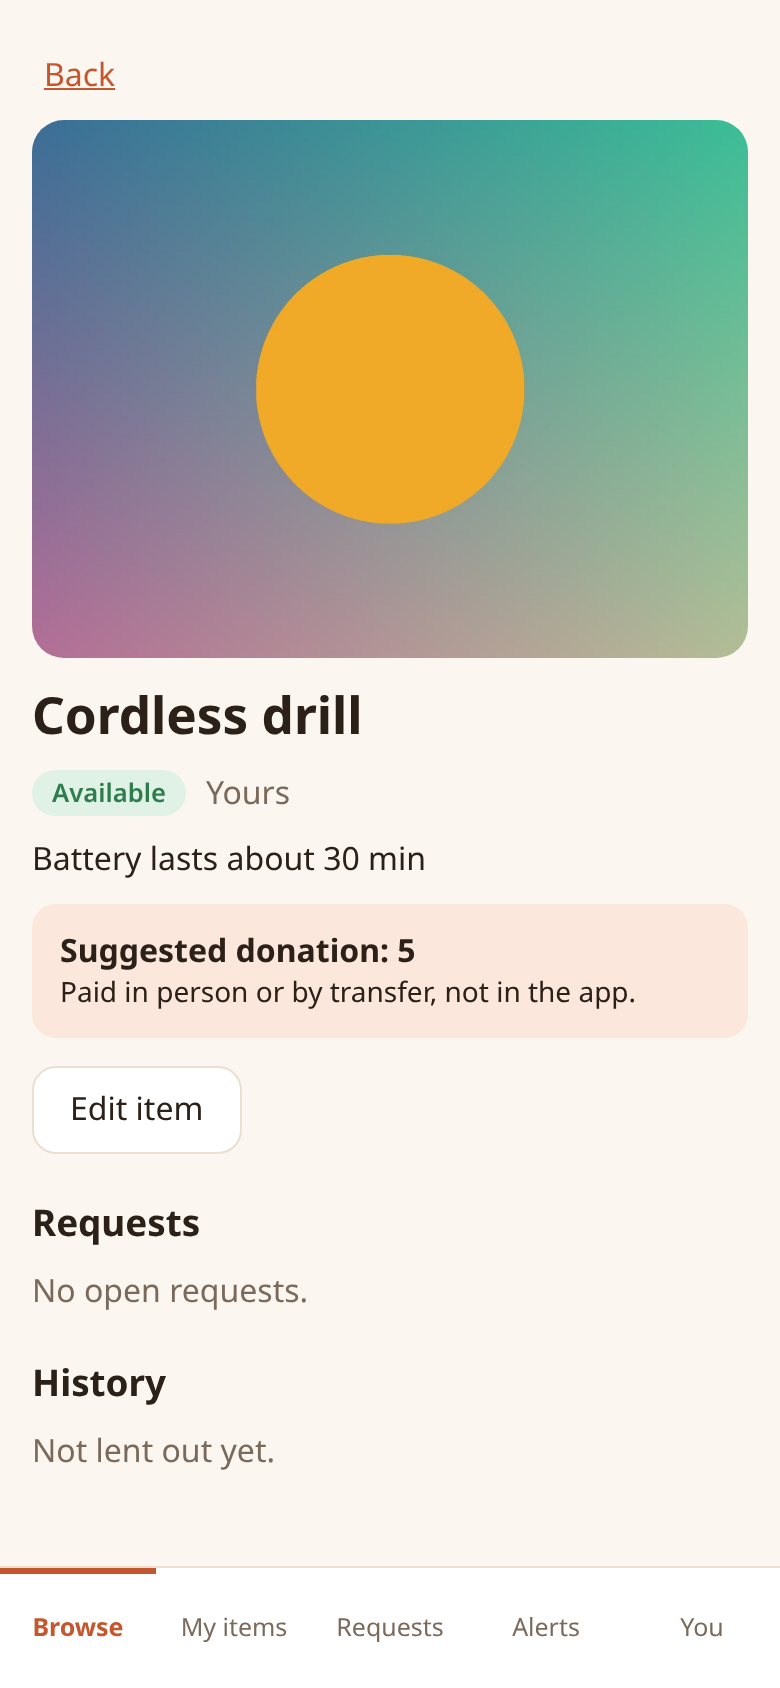 Back
Cordless drill
Available Yours
Battery lasts about 30 min
Suggested donation: 5
Paid in person or by transfer, not in the app.
Edit item
Requests
No open requests.
History
Not lent out yet.
Browse My items Requests Alerts You